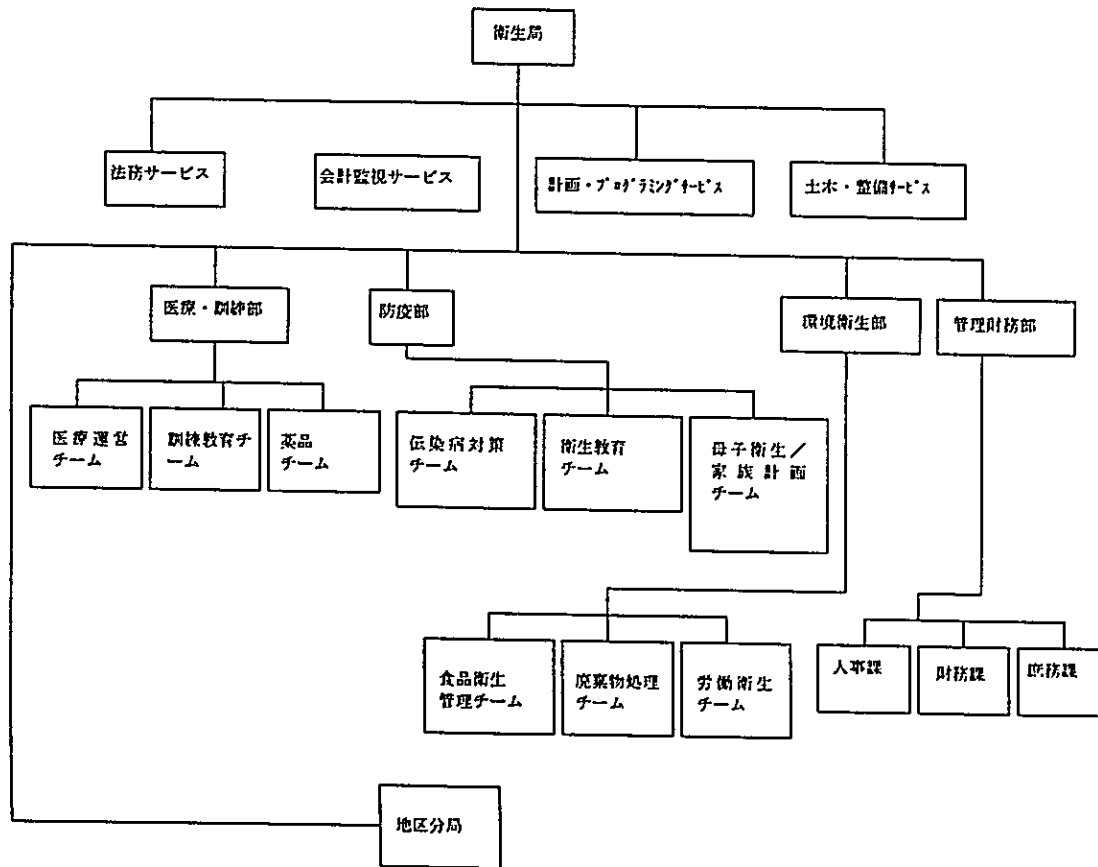 衛生局
法務サービス
会計監視サービス
計画・プログラミングサービス
土木・整備サービス
医療・訓練部
防疫部
環境衛生部
管理財務部
医療運営
チーム
訓練教育チ
ーム
薬品
チーム
伝染病対策
チーム
衛生教育
チーム
母子衛生/
家族計画
チーム
食品衛生
管理チーム
廃棄物処理
チーム
労働衛生
チーム
人事課
財務課
庶務課
地区分局